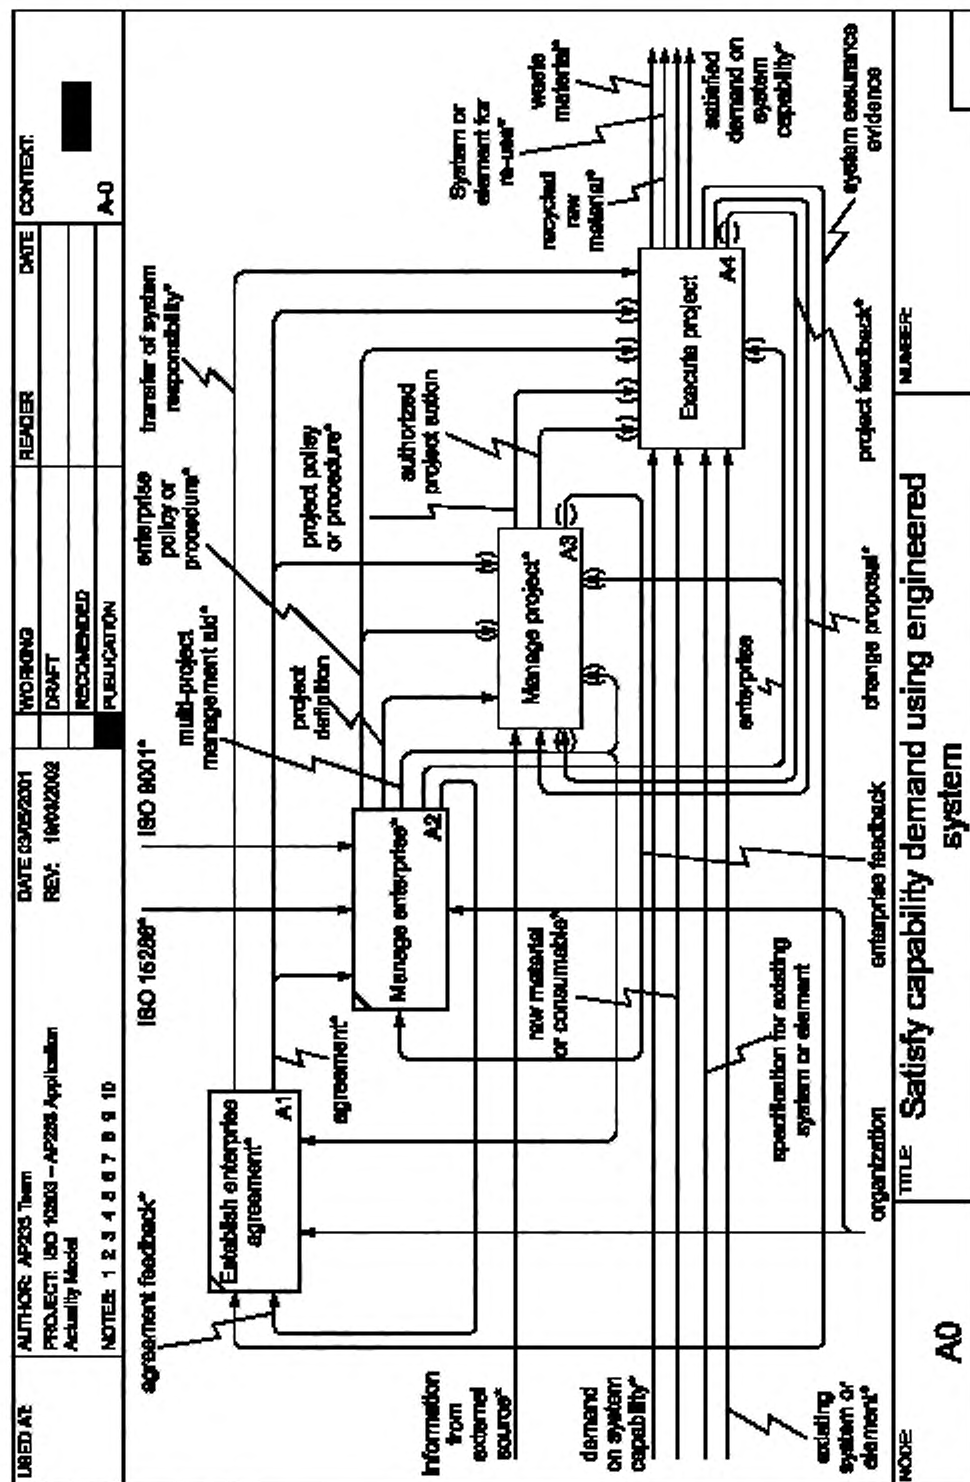 USED AT:
AUTHOR: AP233 Team
PROJECT: ISO 10303 – AP233 Application
Activity Model
NOTES: 1 2 3 4 5 6 7 8 9 10
DATE 03/05/2001
REV: 19/03/2002
WORKING
DRAFT
RECOMENDED
PUBLICATION
READER
DATE
CONTEXT:
A-0
agreement feedback*
ISO 15288*
ISO 9001*
enterprise
policy or
procedure*
transfer of system
responsibility*
Establish enterprise
agreement*
A1
agreement*
multi-project
management aid*
project
definition
project policy
or procedure*
authorized
project action
Manage enterprise*
A2
Manage project*
A3
Execute project
A4
System or
element for
re-use*
waste
material*
recycled
raw
material*
satisfied
demand on
system
capability*
Information
from
external
source*
demand
on system
capability*
existing
system or
element*
raw material
or consumable*
specification for existing
system or element
enterprise
organization
enterprise feedback
change proposal*
project feedback*
system assurance
evidence
NODE:
A0
TITLE:
Satisfy capability demand using engineered
system
NUMBER: